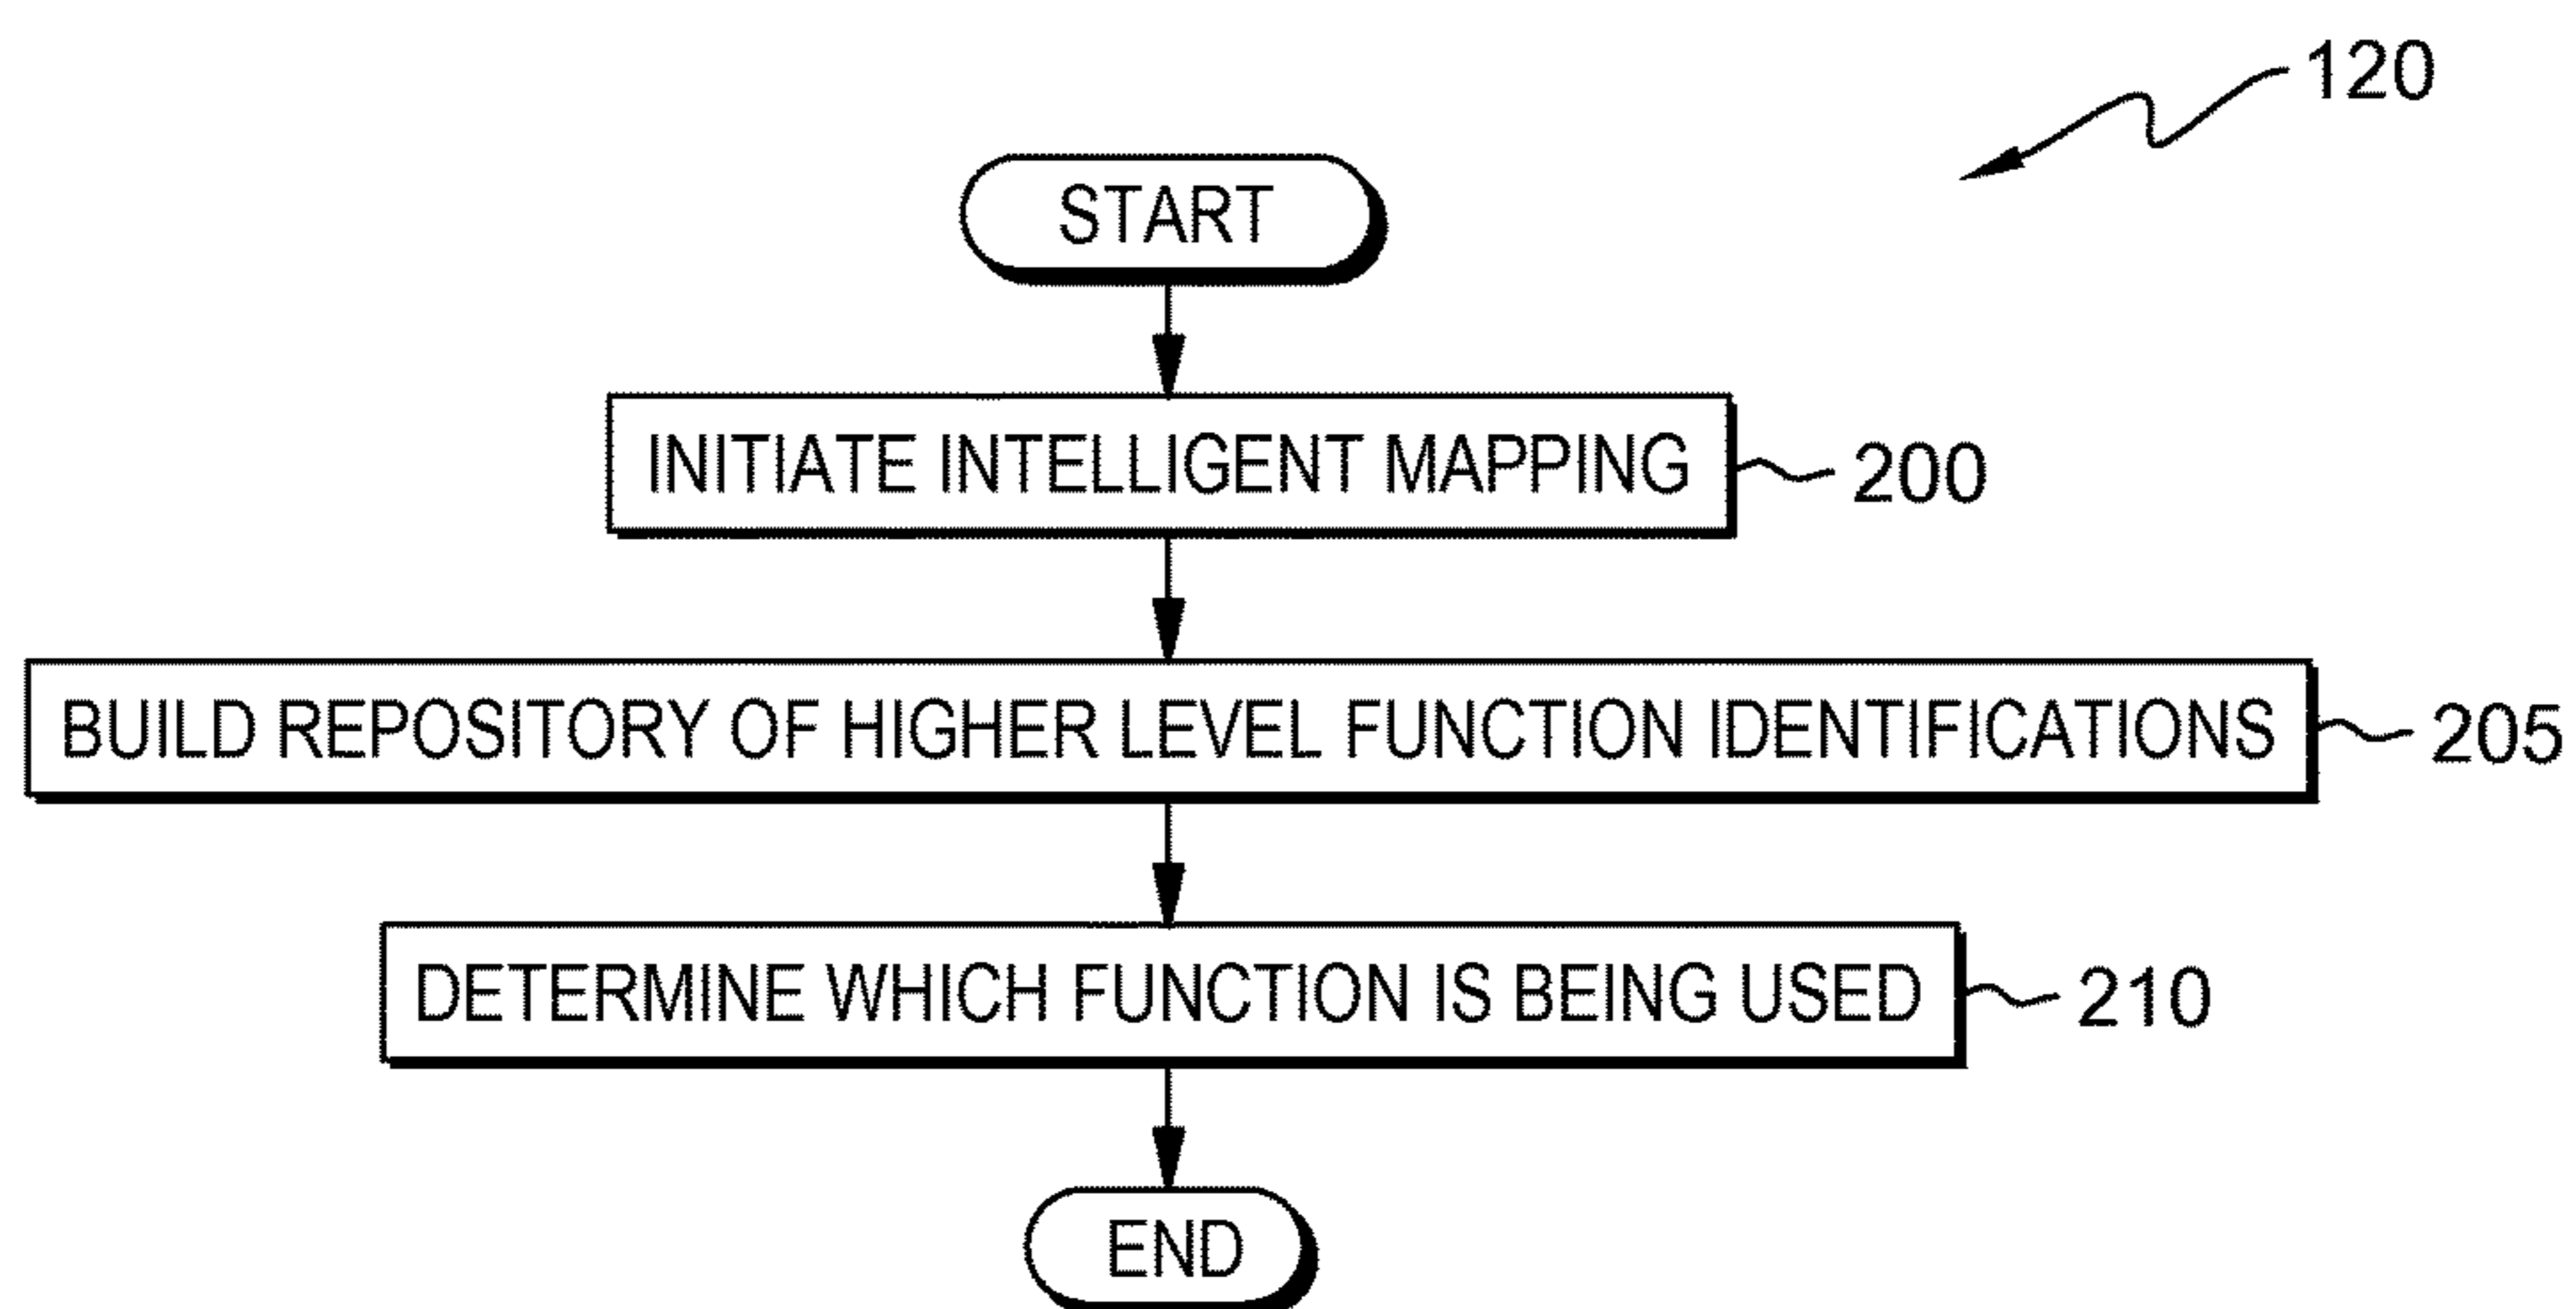 120
START
INITIATE INTELLIGENT MAPPING 200
BUILD REPOSITORY OF HIGHER LEVEL FUNCTION IDENTIFICATIONS 205
DETERMINE WHICH FUNCTION IS BEING USED 210
END